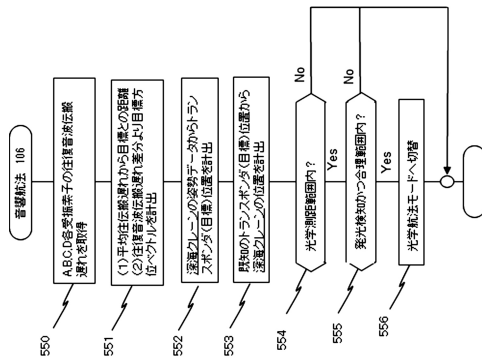 音響航法 106
550
A,B,C,D各受振素子の往復音波伝搬
遅れを取得
551
(1)平均往伝搬遅れから目標との距離
(2)往復音波伝搬遅れ差分より目標方
位ベクトルを計出
552
深海クレーンの姿勢データからトラン
スポンダ(目標)位置を計出
553
既知のトランスポンダ(目標)位置から
深海クレーンの位置を計出
554
光学測距範囲内?
No
Yes
555
発光検知かつ合理範囲内?
No
Yes
556
光学航法モードへ切替